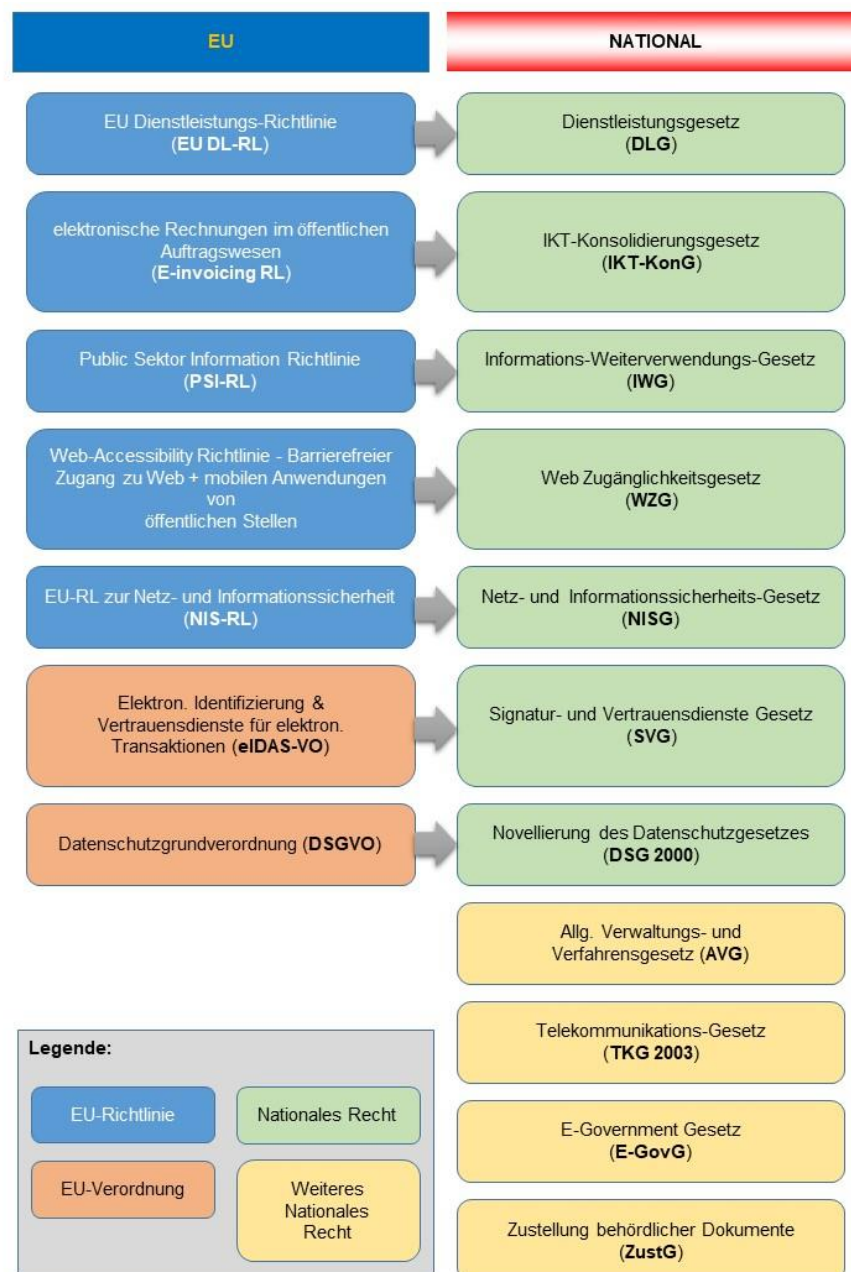 EU
NATIONAL
EU Dienstleistungs-Richtlinie
(EU DL-RL)
Dienstleistungsgesetz
(DLG)
elektronische Rechnungen im öffentlichen
Auftragswesen
(E-invoicing RL)
IKT-Konsolidierungsgesetz
(IKT-KonG)
Public Sektor Information Richtlinie
(PSI-RL)
Informations-Weiterverwendungs-Gesetz
(IWG)
Web-Accessibility Richtlinie - Barrierefreier
Zugang zu Web + mobilen Anwendungen
von
öffentlichen Stellen
Web Zugänglichkeitsgesetz
(WZG)
EU-RL zur Netz- und Informationssicherheit
(NIS-RL)
Netz- und Informationssicherheits-Gesetz
(NISG)
Elektron. Identifizierung &
Vertrauensdienste für elektron.
Transaktionen (eIDAS-VO)
Signatur- und Vertrauensdienste Gesetz
(SVG)
Datenschutzgrundverordnung (DSGVO)
Novellierung des Datenschutzgesetzes
(DSG 2000)
Allg. Verwaltungs- und
Verfahrensgesetz (AVG)
Telekommunikations-Gesetz
(TKG 2003)
E-Government Gesetz
(E-GovG)
Zustellung behördlicher Dokumente
(ZustG)
Legende:
EU-Richtlinie
Nationales Recht
EU-Verordnung
Weiteres
Nationales
Recht